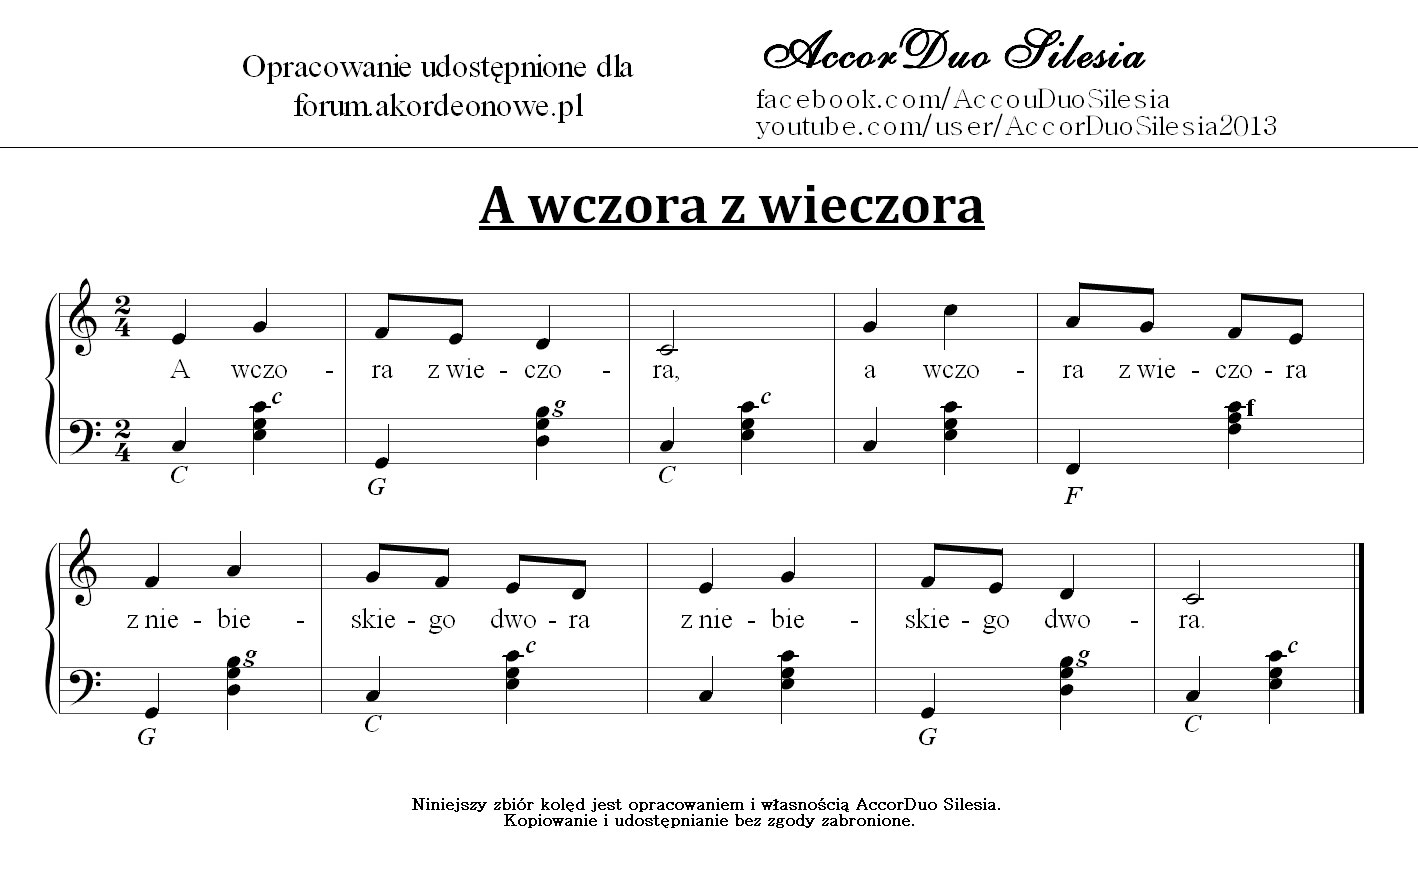 Opracowanie udostępnione dla
forum.akordeonowe.pl
AccorDuo Silesia
facebook.com/AccouDuoSilesia
youtube.com/user/AccorDuoSilesia2013
A wczora z wieczora
2 4
A wczo - ra z wie - czo - ra, a wczo - ra z wie - czo - ra
c g c f
2 4
C G C F
z nie - bie - skie - go dwo - ra z nie - bie - skie - go dwo - ra.
g c g c
G C G C
Niniejszy zbiór kolęd jest opracowaniem i własnością AccorDuo Silesia.
Kopiowanie i udostępnianie bez zgody zabronione.